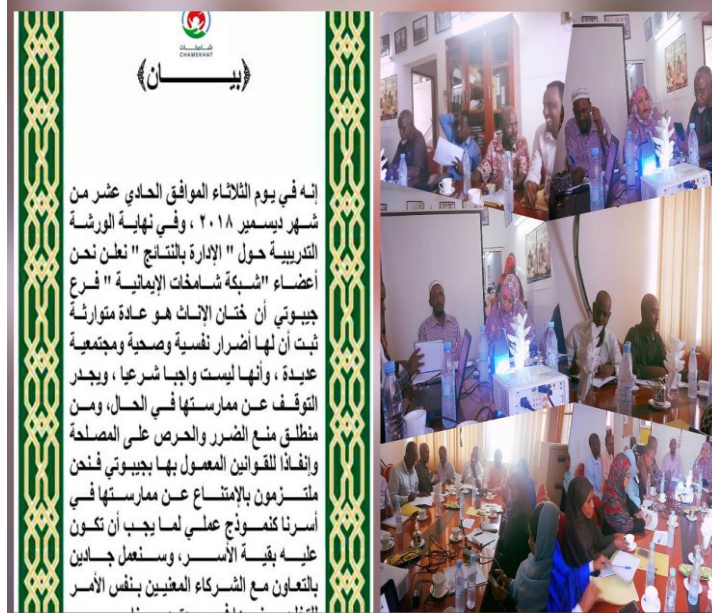 شامخات
CHAMEKHAT
﴿بيـــــان﴾
إنه في يوم الثلاثاء الموافق الحادي عشر من
شهر ديسمبر ٢٠١٨ ، وفي نهاية الورشة
التدريبية حول " الإدارة بالنتائج " نعلن نحن
أعضاء "شبكة شامخات الإيمانية " فرع
جيبوتي أن ختان الإناث هو عادة متوارثة
ثبت أن لها أضرار نفسية وصحية ومجتمعية
عديدة ، وأنها ليست واجبا شرعيا ، ويجدر
التوقف عن ممارستها في الحال، ومن
منطلق منع الضرر والحرص على المصلحة
وإنفاذا للقوانين المعمول بها بجيبوتي فنحن
ملتزمون بالإمتناع عن ممارستها في
أسرنا كنموذج عملي لما يجب أن تكون
عليه بقية الأسر، وسنعمل جادين
بالتعاون مع الشركاء المعنيين بنفس الأمر